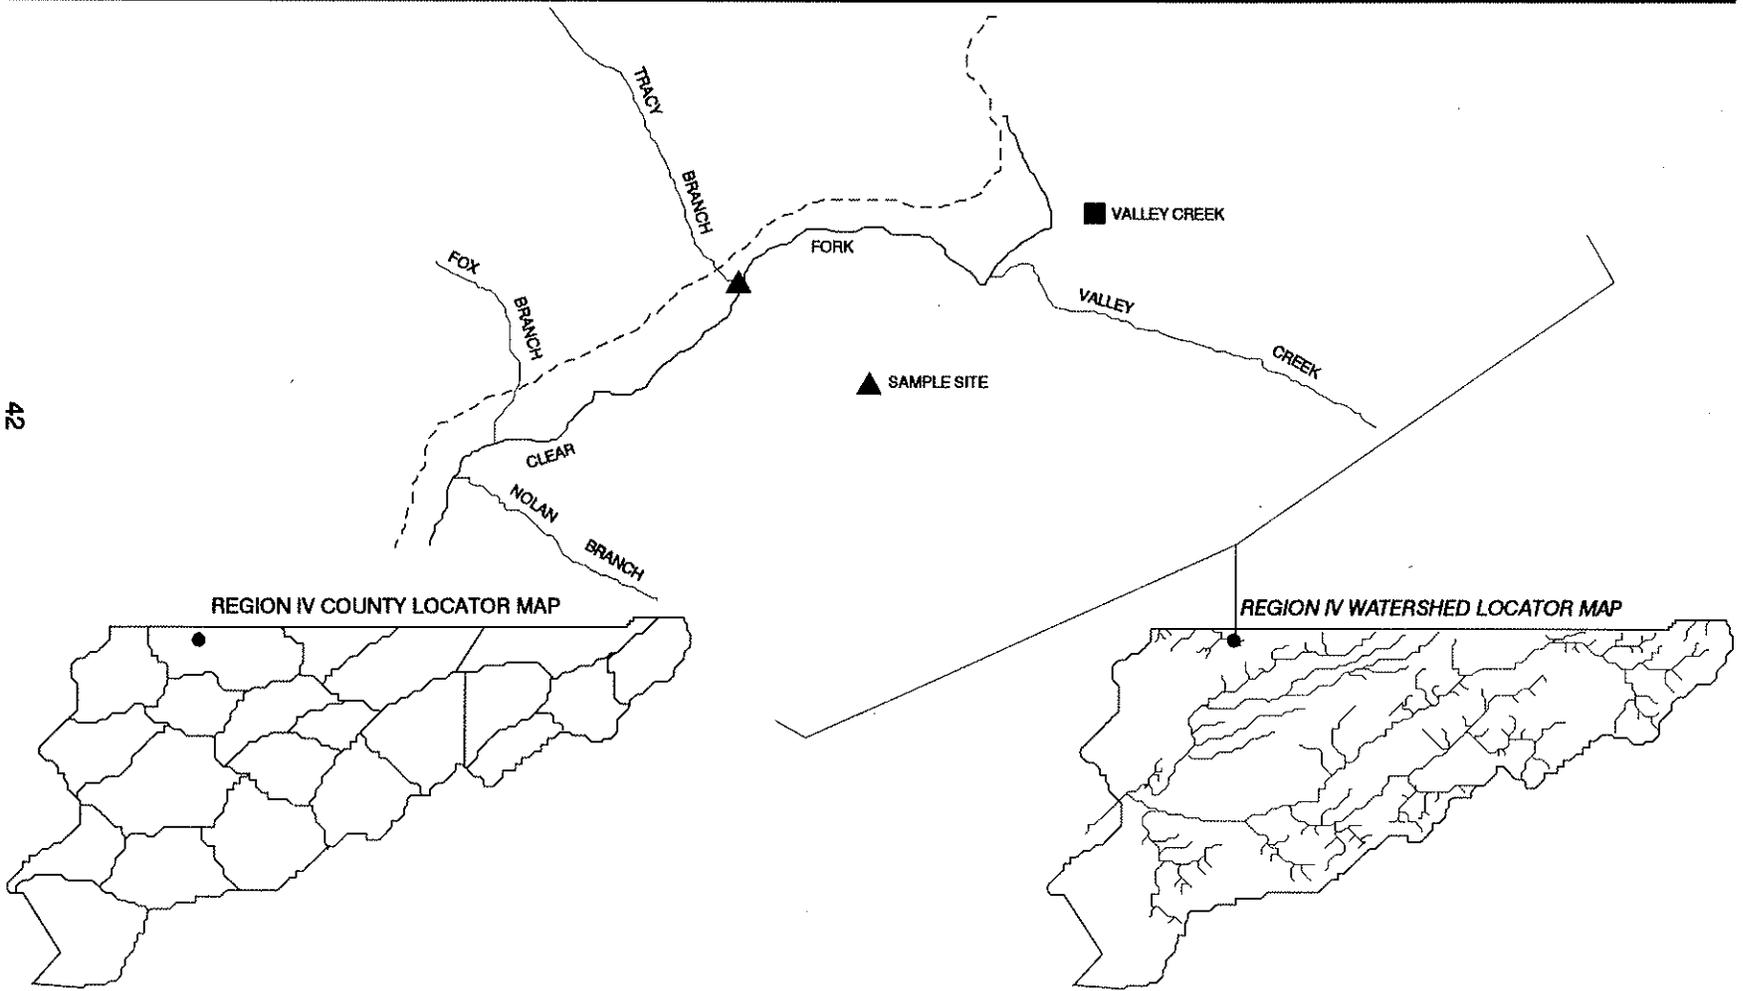 TRACY
BRANCH
VALLEY CREEK
FORK
FOX
BRANCH
VALLEY
CREEK
SAMPLE SITE
CLEAR
NOLAN
BRANCH
42
REGION IV COUNTY LOCATOR MAP
REGION IV WATERSHED LOCATOR MAP